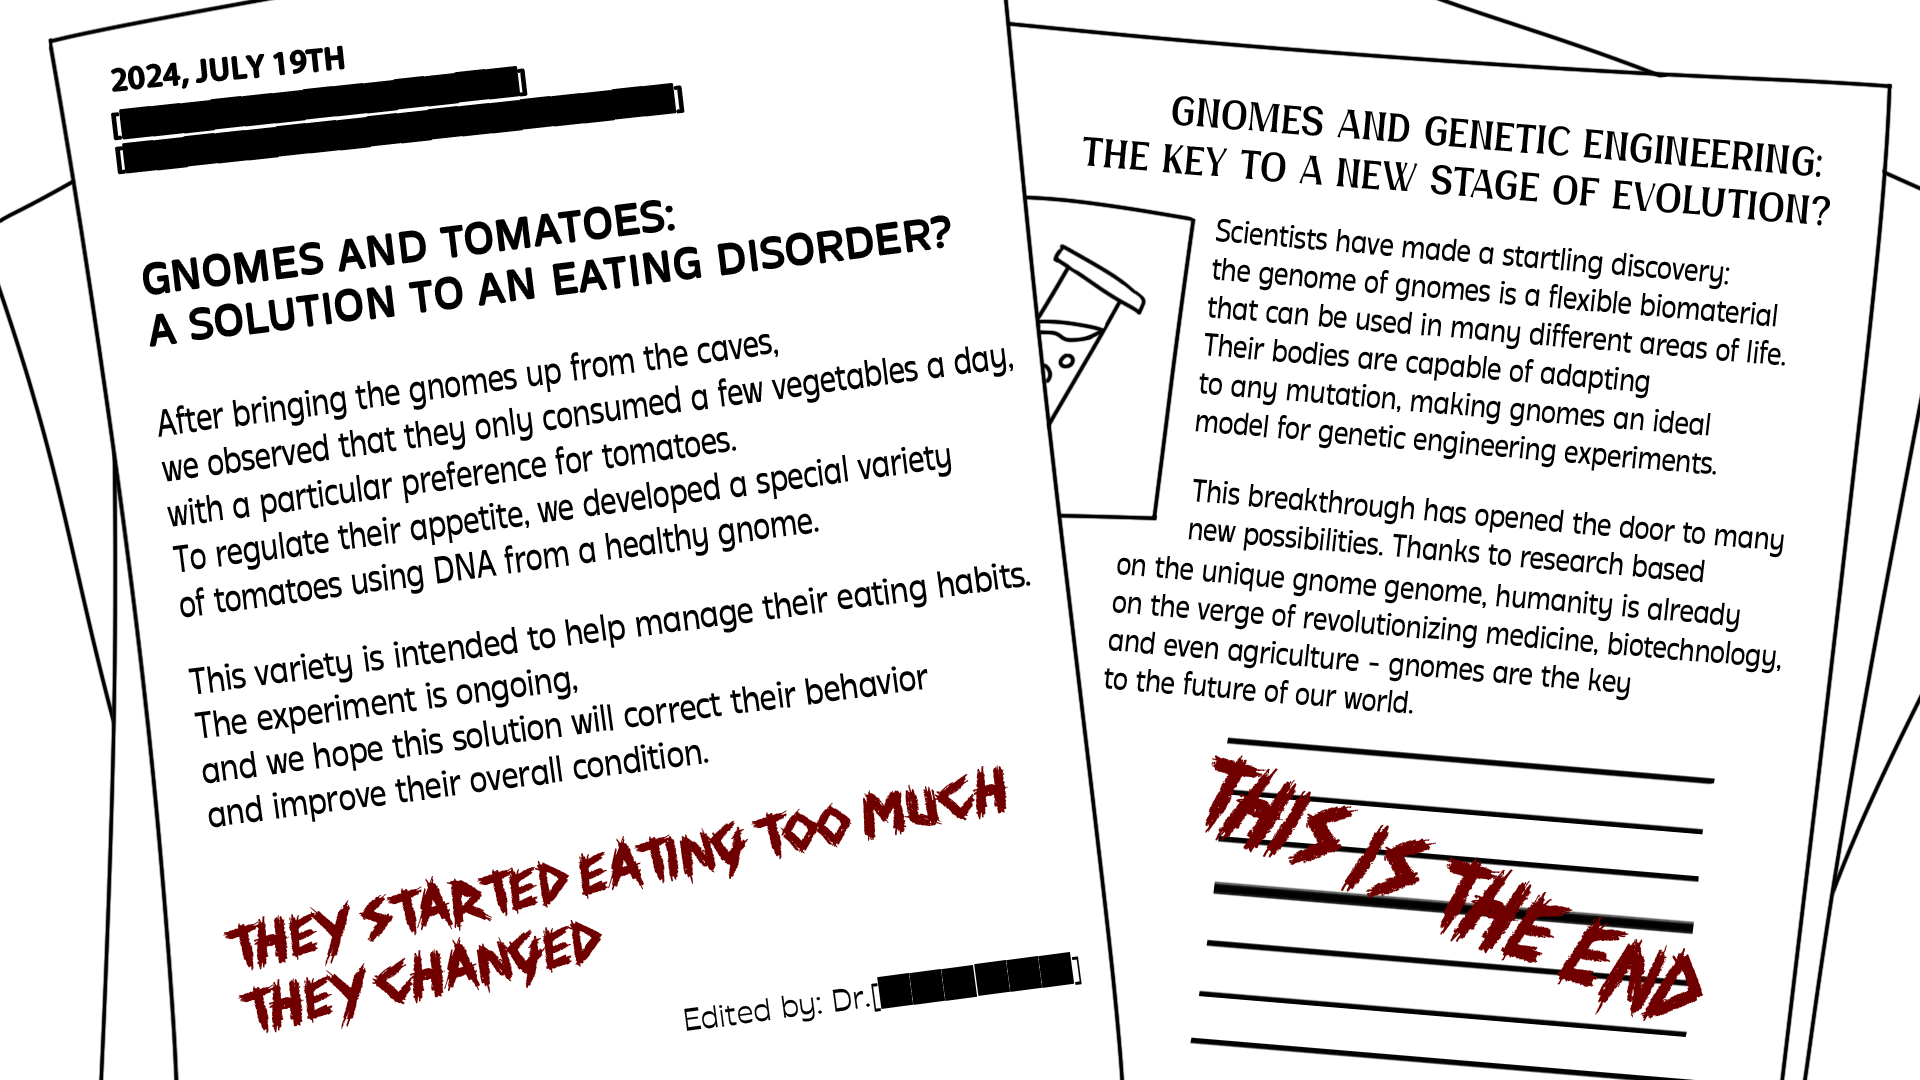 2024, JULY 19TH
GNOMES AND TOMATOES:
A SOLUTION TO AN EATING DISORDER?
After bringing the gnomes up from the caves,
we observed that they only consumed a few vegetables a day,
with a particular preference for tomatoes.
To regulate their appetite, we developed a special variety
of tomatoes using DNA from a healthy gnome.
This variety is intended to help manage their eating habits.
The experiment is ongoing,
and we hope this solution will correct their behavior
and improve their overall condition.
THEY STARTED EATING TOO MUCH
THEY CHANGED
Edited by: Dr.[██████]
GNOMES AND GENETIC ENGINEERING:
THE KEY TO A NEW STAGE OF EVOLUTION?
Scientists have made a startling discovery:
the genome of gnomes is a flexible biomaterial
that can be used in many different areas of life.
Their bodies are capable of adapting
to any mutation, making gnomes an ideal
model for genetic engineering experiments.
This breakthrough has opened the door to many
new possibilities. Thanks to research based
on the unique gnome genome, humanity is already
on the verge of revolutionizing medicine, biotechnology,
and even agriculture - gnomes are the key
to the future of our world.
THIS IS THE END